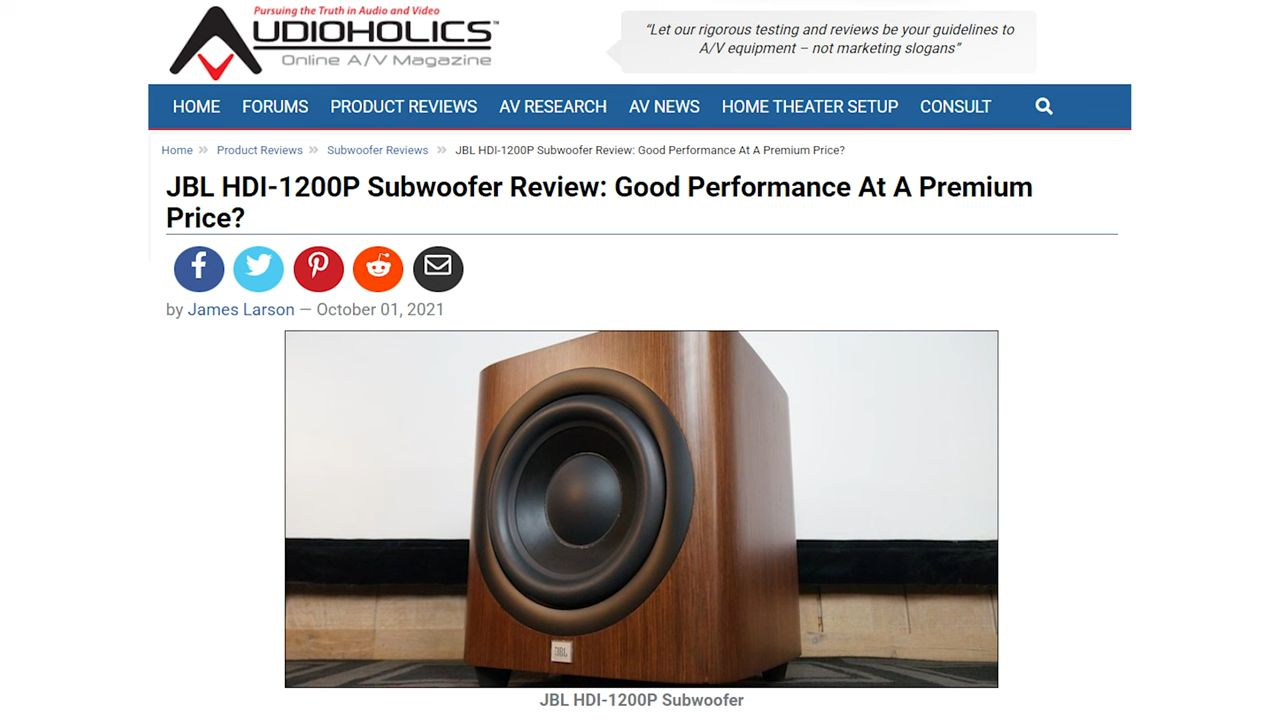 Pursuing the Truth in Audio and Video
AUDIOHOLICS™
Online A/V Magazine
“Let our rigorous testing and reviews be your guidelines to
A/V equipment – not marketing slogans”
HOME FORUMS PRODUCT REVIEWS AV RESEARCH AV NEWS HOME THEATER SETUP CONSULT
Home » Product Reviews » Subwoofer Reviews » JBL HDI-1200P Subwoofer Review: Good Performance At A Premium Price?
JBL HDI-1200P Subwoofer Review: Good Performance At A Premium
Price?
by James Larson — October 01, 2021
JBL
JBL HDI-1200P Subwoofer